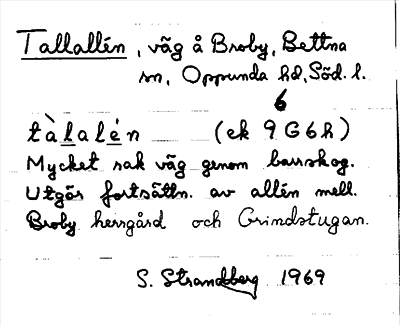 Tallallén, väg å Broby, Bettna
sn, Oppunda hd, Söd. l.
6
tàlalén (ek 9 G 6 h)
Mycket rak väg genom barrskog.
Utgör fortsättn. av allén mell.
Broby herrgård och Grindstugan.
S. Strandberg 1969